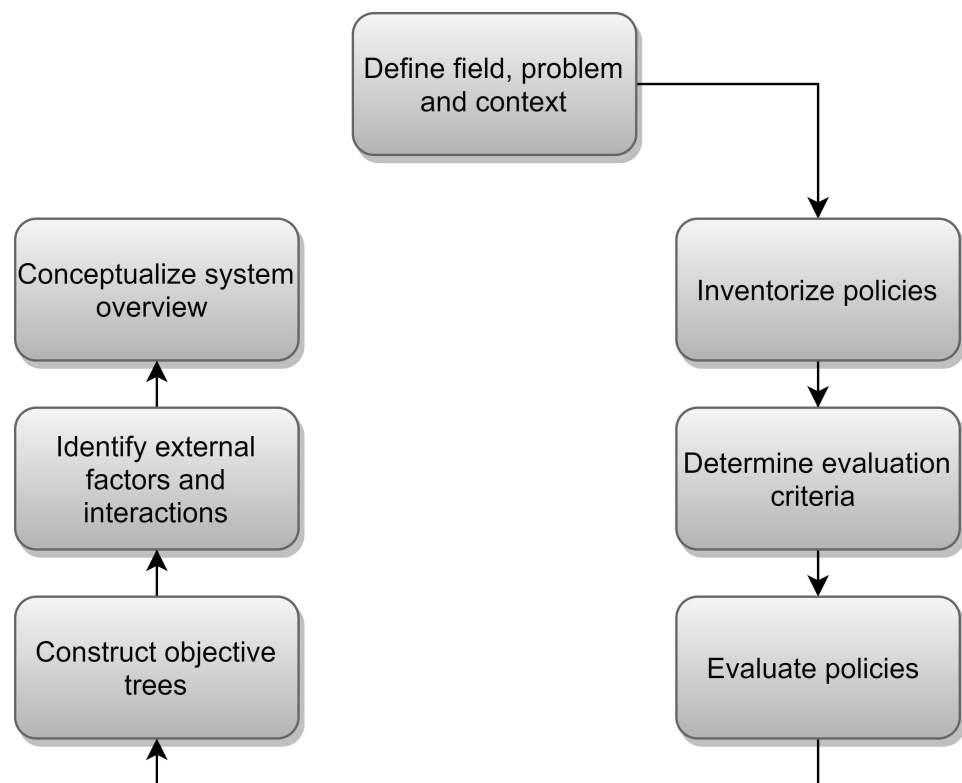 Define field, problem
and context
Conceptualize system
overview
Inventorize policies
Identify external
factors and
interactions
Determine evaluation
criteria
Construct objective
trees
Evaluate policies